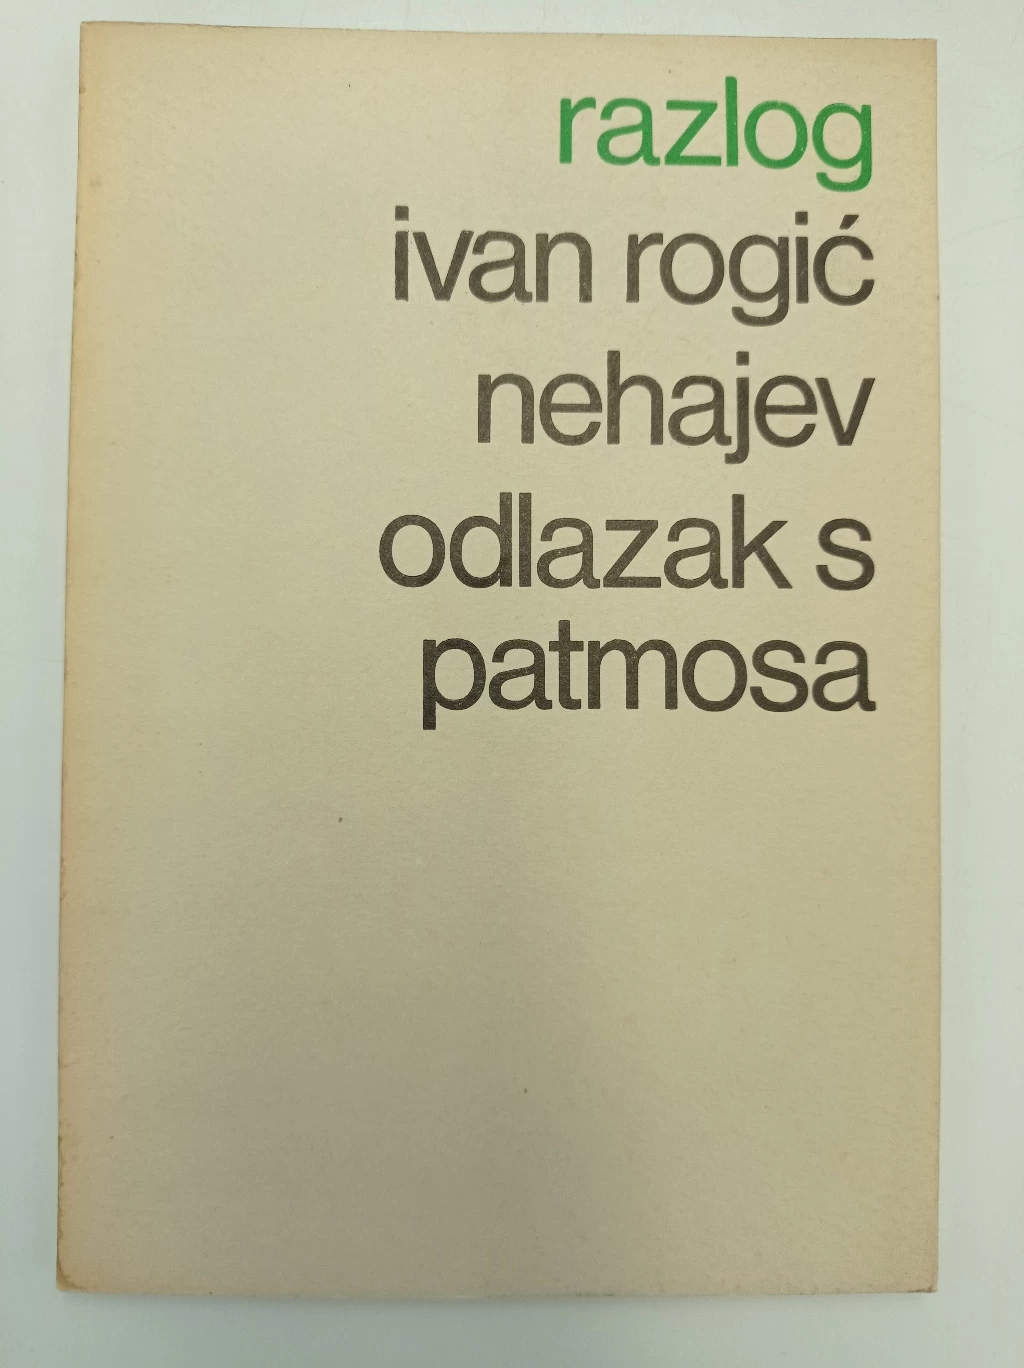 razlog
ivan rogić
nehajev
odlazak s
patmosa